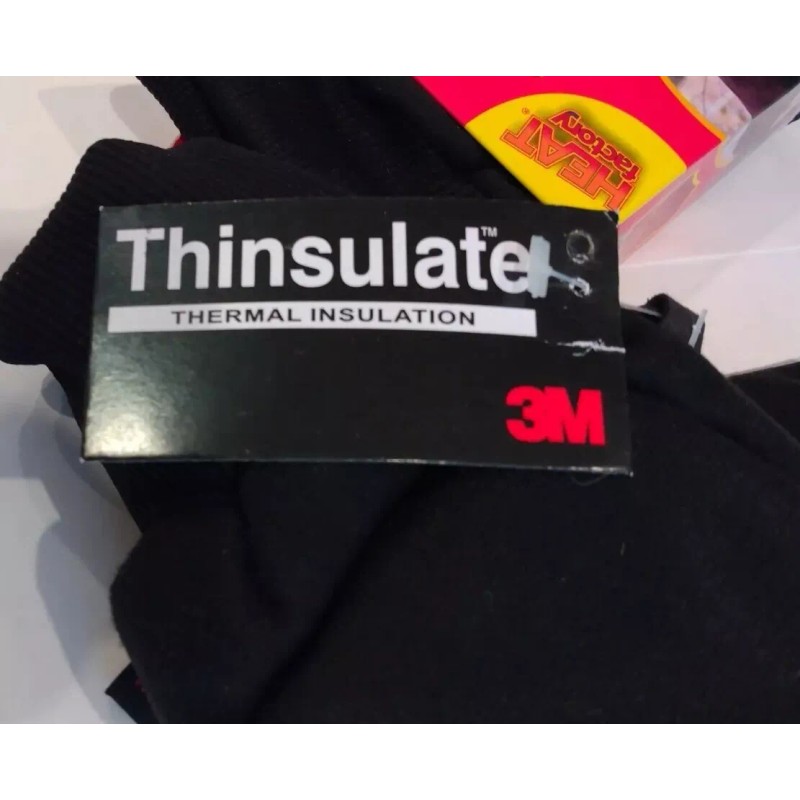 HEAT
factory
Thinsulate™
THERMAL INSULATION
3M